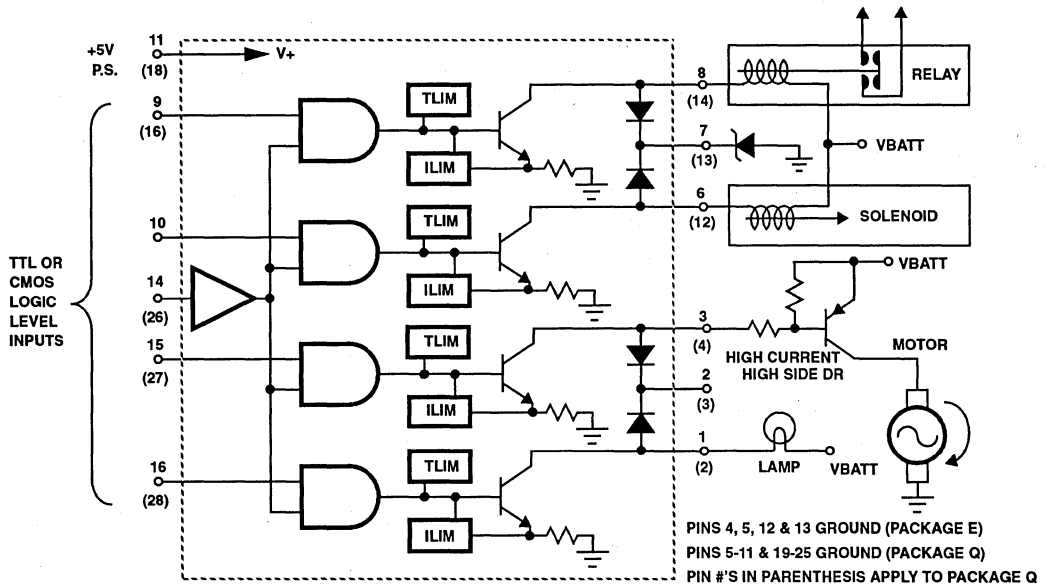 +5V
P.S.
11
(18)
V+
9
(16)
TLIM
ILIM
8
(14)
RELAY
7
(13)
VBATT
10
TLIM
ILIM
6
(12)
SOLENOID
TTL OR
CMOS
LOGIC
LEVEL
INPUTS
14
(26)
VBATT
15
(27)
TLIM
ILIM
3
(4)
HIGH CURRENT
HIGH SIDE DR
MOTOR
2
(3)
16
(28)
TLIM
ILIM
1
(2)
LAMP
VBATT
PINS 4, 5, 12 & 13 GROUND (PACKAGE E)
PINS 5-11 & 19-25 GROUND (PACKAGE Q)
PIN #'S IN PARENTHESIS APPLY TO PACKAGE Q